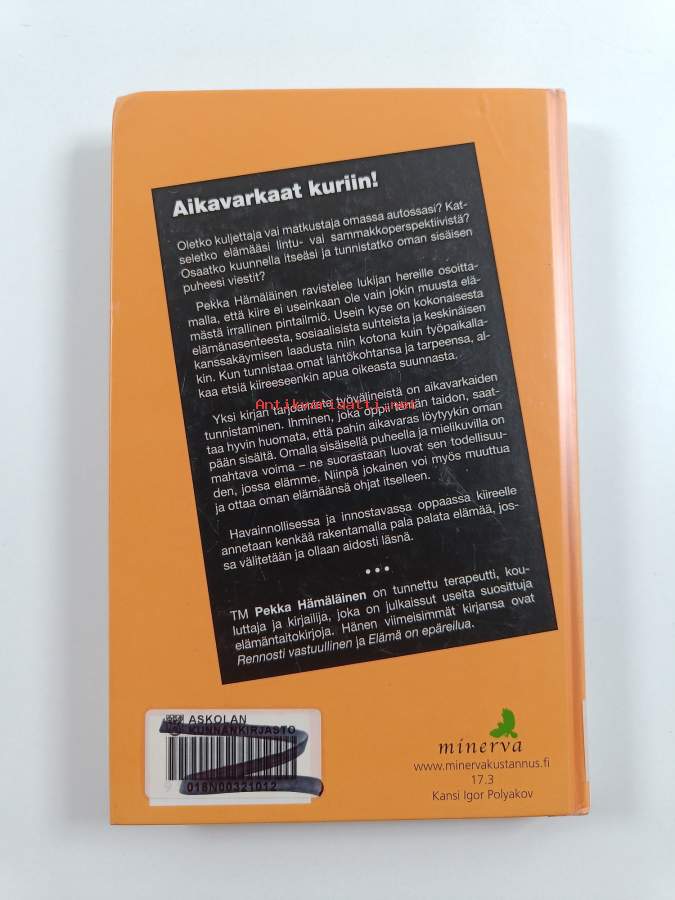 Aikavarkaat kuriin!
Oletko kuljettaja vai matkustaja omassa autossasi? Kat-
seletko elämääsi lintu- vai sammakkoperspektiivistä?
Osaatko kuunnella itseäsi ja tunnistatko oman sisäisen
puheesi viestit?
Pekka Hämäläinen ravistelee lukijan hereille osoitta-
malla, että kiire ei useinkaan ole vain jokin muusta elä-
mästä irrallinen pintailmiö. Usein kyse on kokonaisesta
elämänasenteesta, sosiaalisista suhteista ja keskinäisen
kanssakäymisen laadusta niin kotona kuin työpaikalla-
kin. Kun tunnistaa omat lähtökohtansa ja tarpeensa, al-
kaa etsiä kiireeseenkin apua oikeasta suunnasta.
Yksi kirjan tarjoamista työvälineistä on aikavarkaiden
tunnistaminen. Ihminen, joka oppii tämän taidon, saat-
taa hyvin huomata, että pahin aikavaras löytyykin oman
pään sisältä. Omalla sisäisellä puheella ja mielikuvilla on
mahtava voima – ne suorastaan luovat sen todellisuu-
den, jossa elämme. Niinpä jokainen voi myös muuttua
ja ottaa oman elämäänsä ohjat itselleen.
Havainnollisessa ja innostavassa oppaassa kiireelle
annetaan kenkää rakentamalla pala palata elämää, jos-
sa välitetään ja ollaan aidosti läsnä.
•••
TM Pekka Hämäläinen on tunnettu terapeutti, kou-
luttaja ja kirjailija, joka on julkaissut useita suosittuja
elämäntaitokirjoja. Hänen viimeisimmät kirjansa ovat
Rennosti vastuullinen ja Elämä on epäreilua.
Antikvariaatti.net
ASKOLAN
KUNNANKIRJASTO
018N00321012
minerva
www.minervakustannus.fi
17.3
Kansi Igor Polyakov